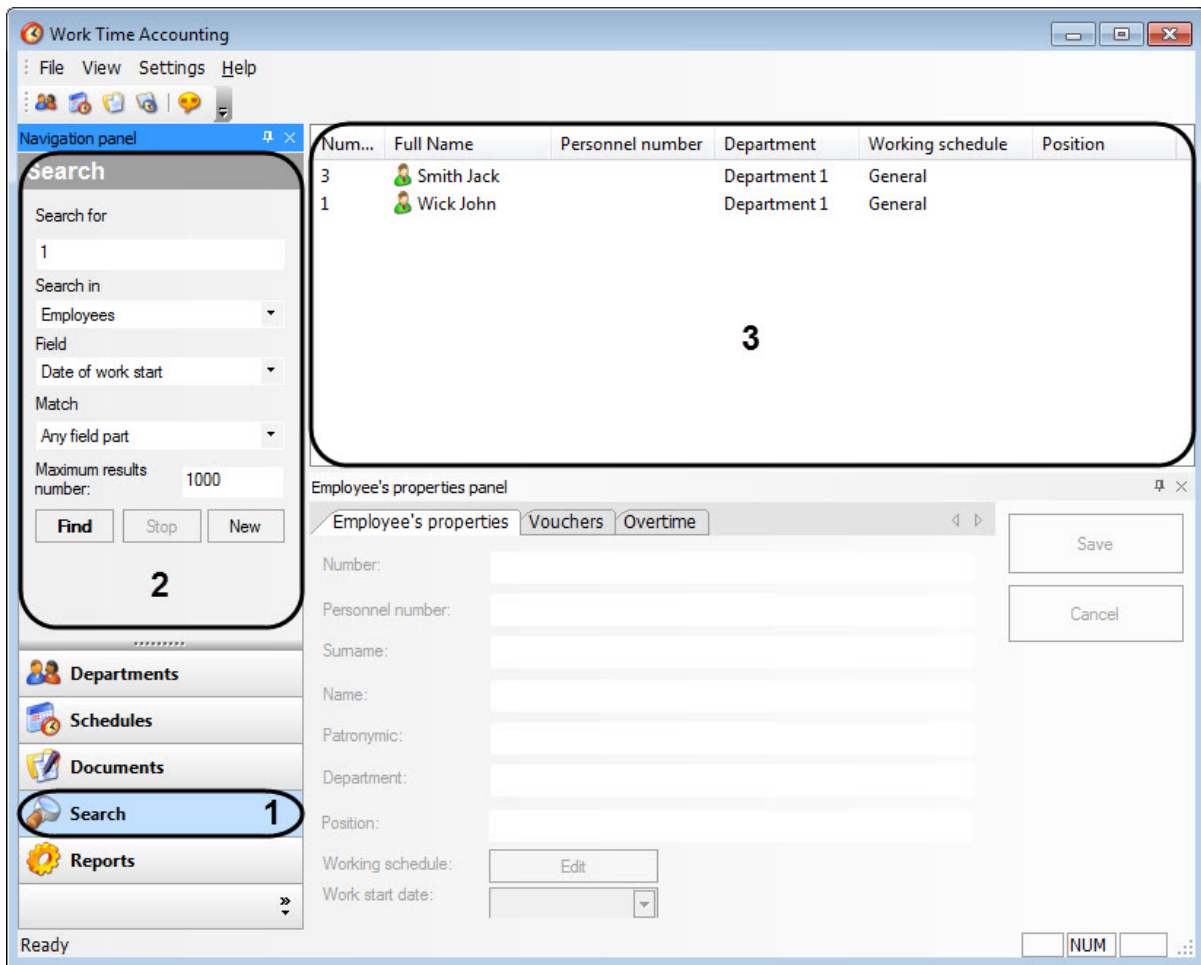 Work Time Accounting
File View Settings Help
Navigation panel
Search
Search for
1
Search in
Employees
Field
Date of work start
Match
Any field part
Maximum results
number:
1000
Find Stop New
2
Departments
Schedules
Documents
Search 1
Reports
»
Num... Full Name Personnel number Department Working schedule Position
3 Smith Jack Department 1 General
1 Wick John Department 1 General
3
Employee's properties panel
Employee's properties Vouchers Overtime
Number:
Personnel number:
Surname:
Name:
Patronymic:
Department:
Position:
Working schedule: Edit
Work start date:
Save
Cancel
Ready NUM